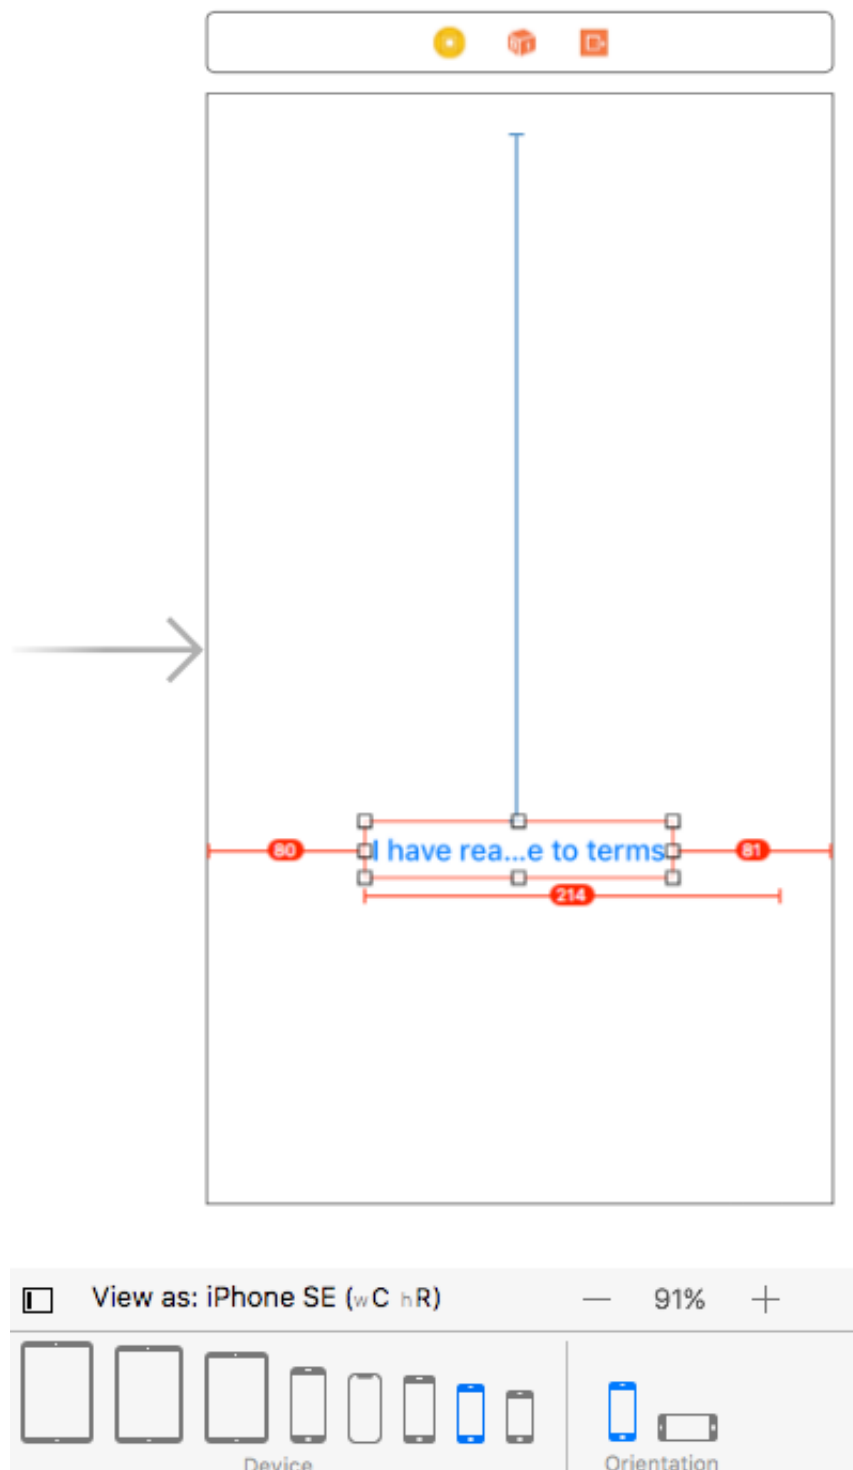 I have rea...e to terms
80
81
214
View as: iPhone SE (wC hR)
91%
Device
Orientation